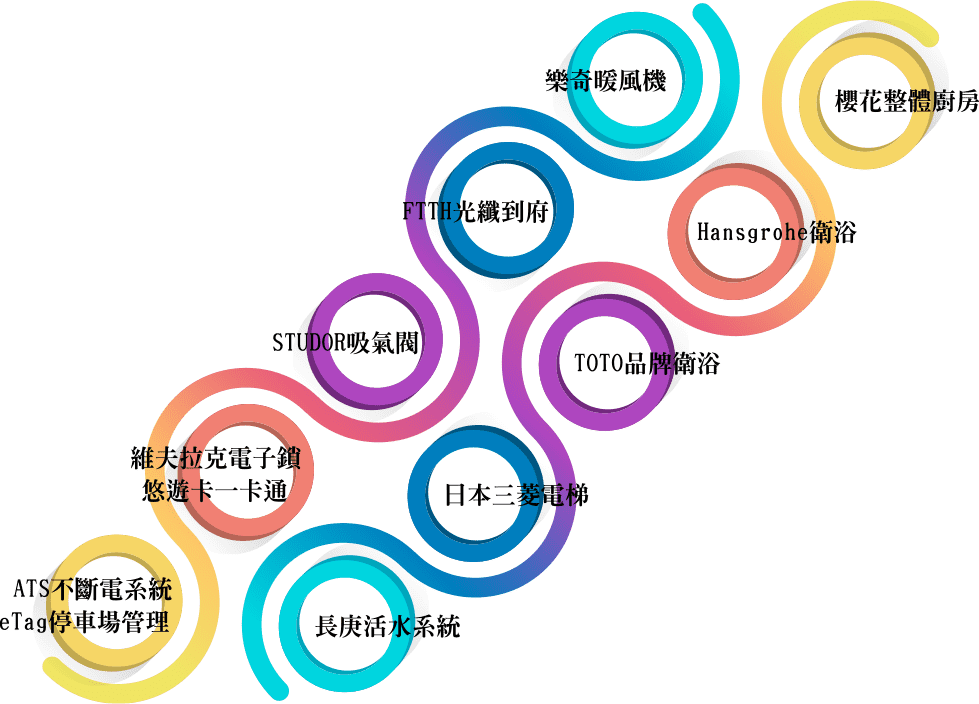 樂奇暖風機
櫻花整體廚房
FTTH光纖到府
Hansgrohe衛浴
STUDOR吸氣閥
TOTO品牌衛浴
維夫拉克電子鎖
悠遊卡一卡通
日本三菱電梯
ATS不斷電系統
eTag停車場管理
長庚活水系統